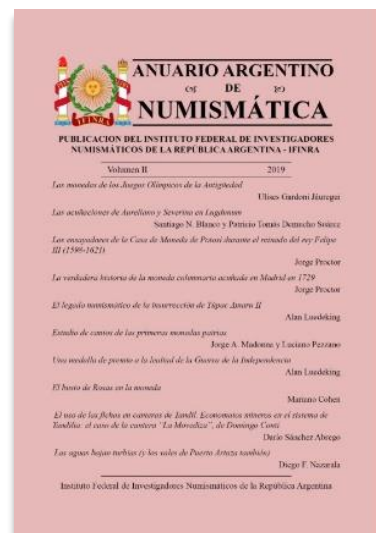 ANUARIO ARGENTINO
DE
NUMISMÁTICA
IFINRA
PUBLICACION DEL INSTITUTO FEDERAL DE INVESTIGADORES
NUMISMÁTICOS DE LA REPÚBLICA ARGENTINA - IFINRA
Volumen II 2019
Las monedas de los Juegos Olímpicos de la Antigüedad
Ulises Gardoni Jáuregui
Las acuñaciones de Aureliano y Severina en Lugdunum
Santiago N. Blanco y Patricio Tomás Demucho
Los ensayadores de la Casa de Moneda de Potosí durante el reinado del rey Felipe
III (1598-1621)
Jorge Proctor
La verdadera historia de la moneda columnaria acuñada en Madrid en 1729
Jorge Proctor
El legado numismático de la insurrección de Túpac Amaru II
Alan Luedeking
Estudio de cantos de las primeras monedas patrias
Jorge A. Madonna y Luciano Pezzano
Una medalla de premio a la lealtad de la Guerra de la Independencia
Alan Luedeking
El busto de Rosas en la moneda
Mariano Cohen
El uso de las fichas en canteras de Tandil. Economatos mineros en el sistema de
Tandilia: el caso de la cantera "La Movediza", de Domingo Conti
Darío Sánchez Abrego
Las aguas bajan turbias (y los vales de Puerto Artaza también)
Diego F. Nazarala
Instituto Federal de Investigadores Numismáticos de la República Argentina